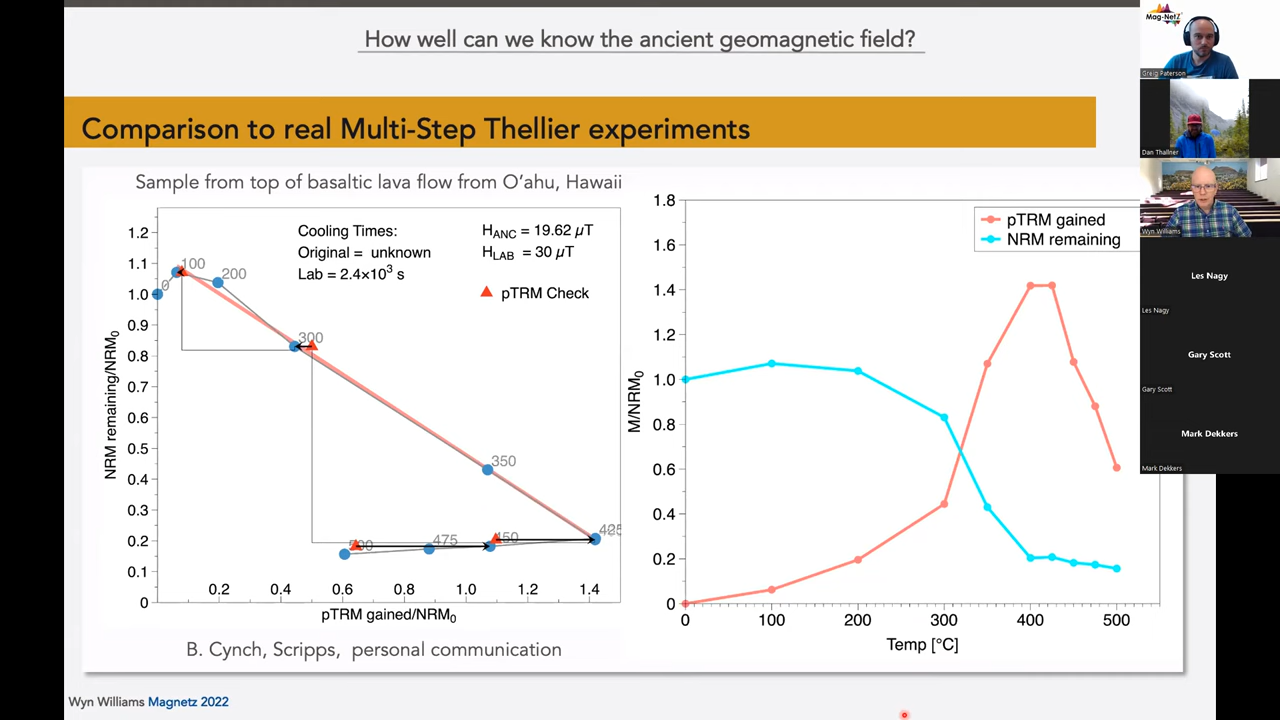 How well can we know the ancient geomagnetic field?
Comparison to real Multi-Step Thellier experiments
Sample from top of basaltic lava flow from O'ahu, Hawaii
Cooling Times:
Original = unknown
Lab = 2.4×10³ s
H_ANC = 19.62 µT
H_LAB = 30 µT
pTRM Check
NRM remaining/NRM₀
1.2
1.1
1.0
0.9
0.8
0.7
0.6
0.5
0.4
0.3
0.2
0.1
0
0
100
200
300
350
425
450
475
500
0.2
0.4
0.6
0.8
1.0
1.2
1.4
pTRM gained/NRM₀
B. Cynch, Scripps, personal communication
pTRM gained
NRM remaining
M/NRM₀
1.8
1.6
1.4
1.2
1.0
0.8
0.6
0.4
0.2
0
0
100
200
300
400
500
Temp [°C]
Wyn Williams Magnetz 2022
Mag-NetZ
Greig Paterson
Dan Thallner
Wyn Williams
Les Nagy
Les Nagy
Gary Scott
Gary Scott
Mark Dekkers
Mark Dekkers